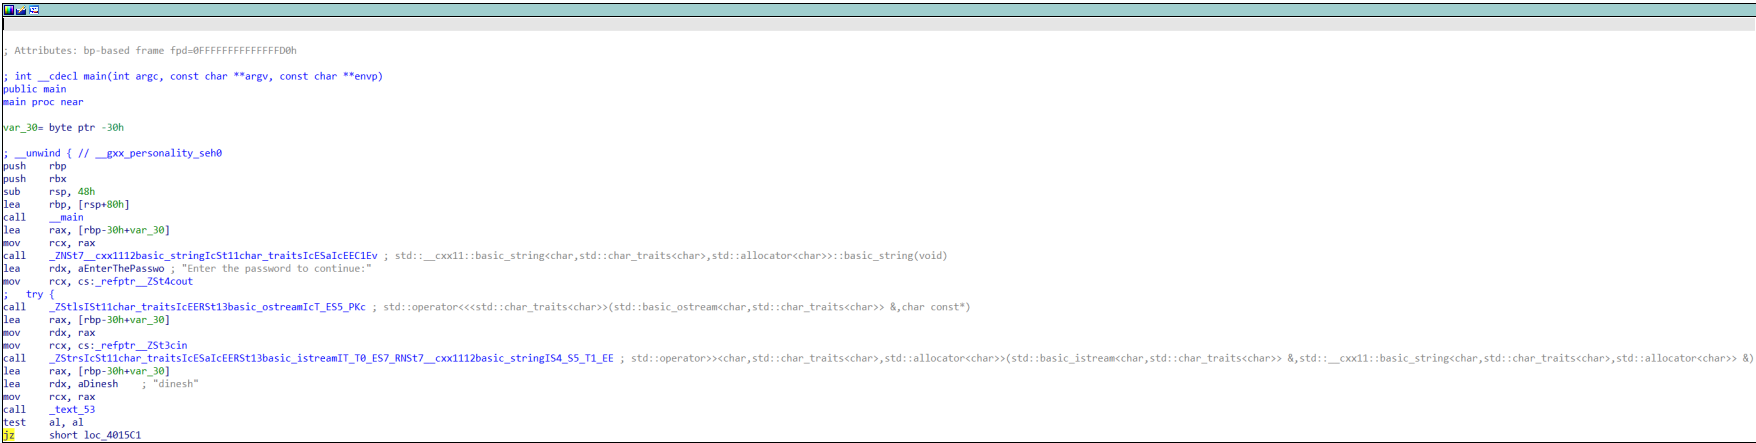 ; Attributes: bp-based frame fpd=0FFFFFFFFFFFFFFD0h
; int __cdecl main(int argc, const char **argv, const char **envp)
public main
main proc near
var_30= byte ptr -30h
; __unwind { // __gxx_personality_seh0
push rbp
push rbx
sub rsp, 48h
lea rbp, [rsp+80h]
call __main
lea rax, [rbp-30h+var_30]
mov rcx, rax
call _ZNSt7__cxx1112basic_stringIcSt11char_traitsIcESaIcEEC1Ev ; std::__cxx11::basic_string<char,std::char_traits<char>,std::allocator<char>>::basic_string(void)
lea rdx, aEnterThePasswo ; "Enter the password to continue:"
mov rcx, cs:_refptr__ZSt4cout
; try {
call _ZStlsISt11char_traitsIcEERSt13basic_ostreamIcT_ES5_PKc ; std::operator<<<std::char_traits<char>>(std::basic_ostream<char,std::char_traits<char>> &,char const*)
lea rax, [rbp-30h+var_30]
mov rdx, rax
mov rcx, cs:_refptr__ZSt3cin
call _ZStrsIcSt11char_traitsIcESaIcEERSt13basic_istreamIT_T0_ES7_RNSt7__cxx1112basic_stringIS4_S5_T1_EE ; std::operator>><char,std::char_traits<char>,std::allocator<char>>(std::basic_istream<char,std::char_traits<char>> &,std::__cxx11::basic_string<char,std::char_traits<char>,std::allocator<char>> &)
lea rax, [rbp-30h+var_30]
lea rdx, aDinesh ; "dinesh"
mov rcx, rax
call _text_53
test al, al
jz short loc_4015C1